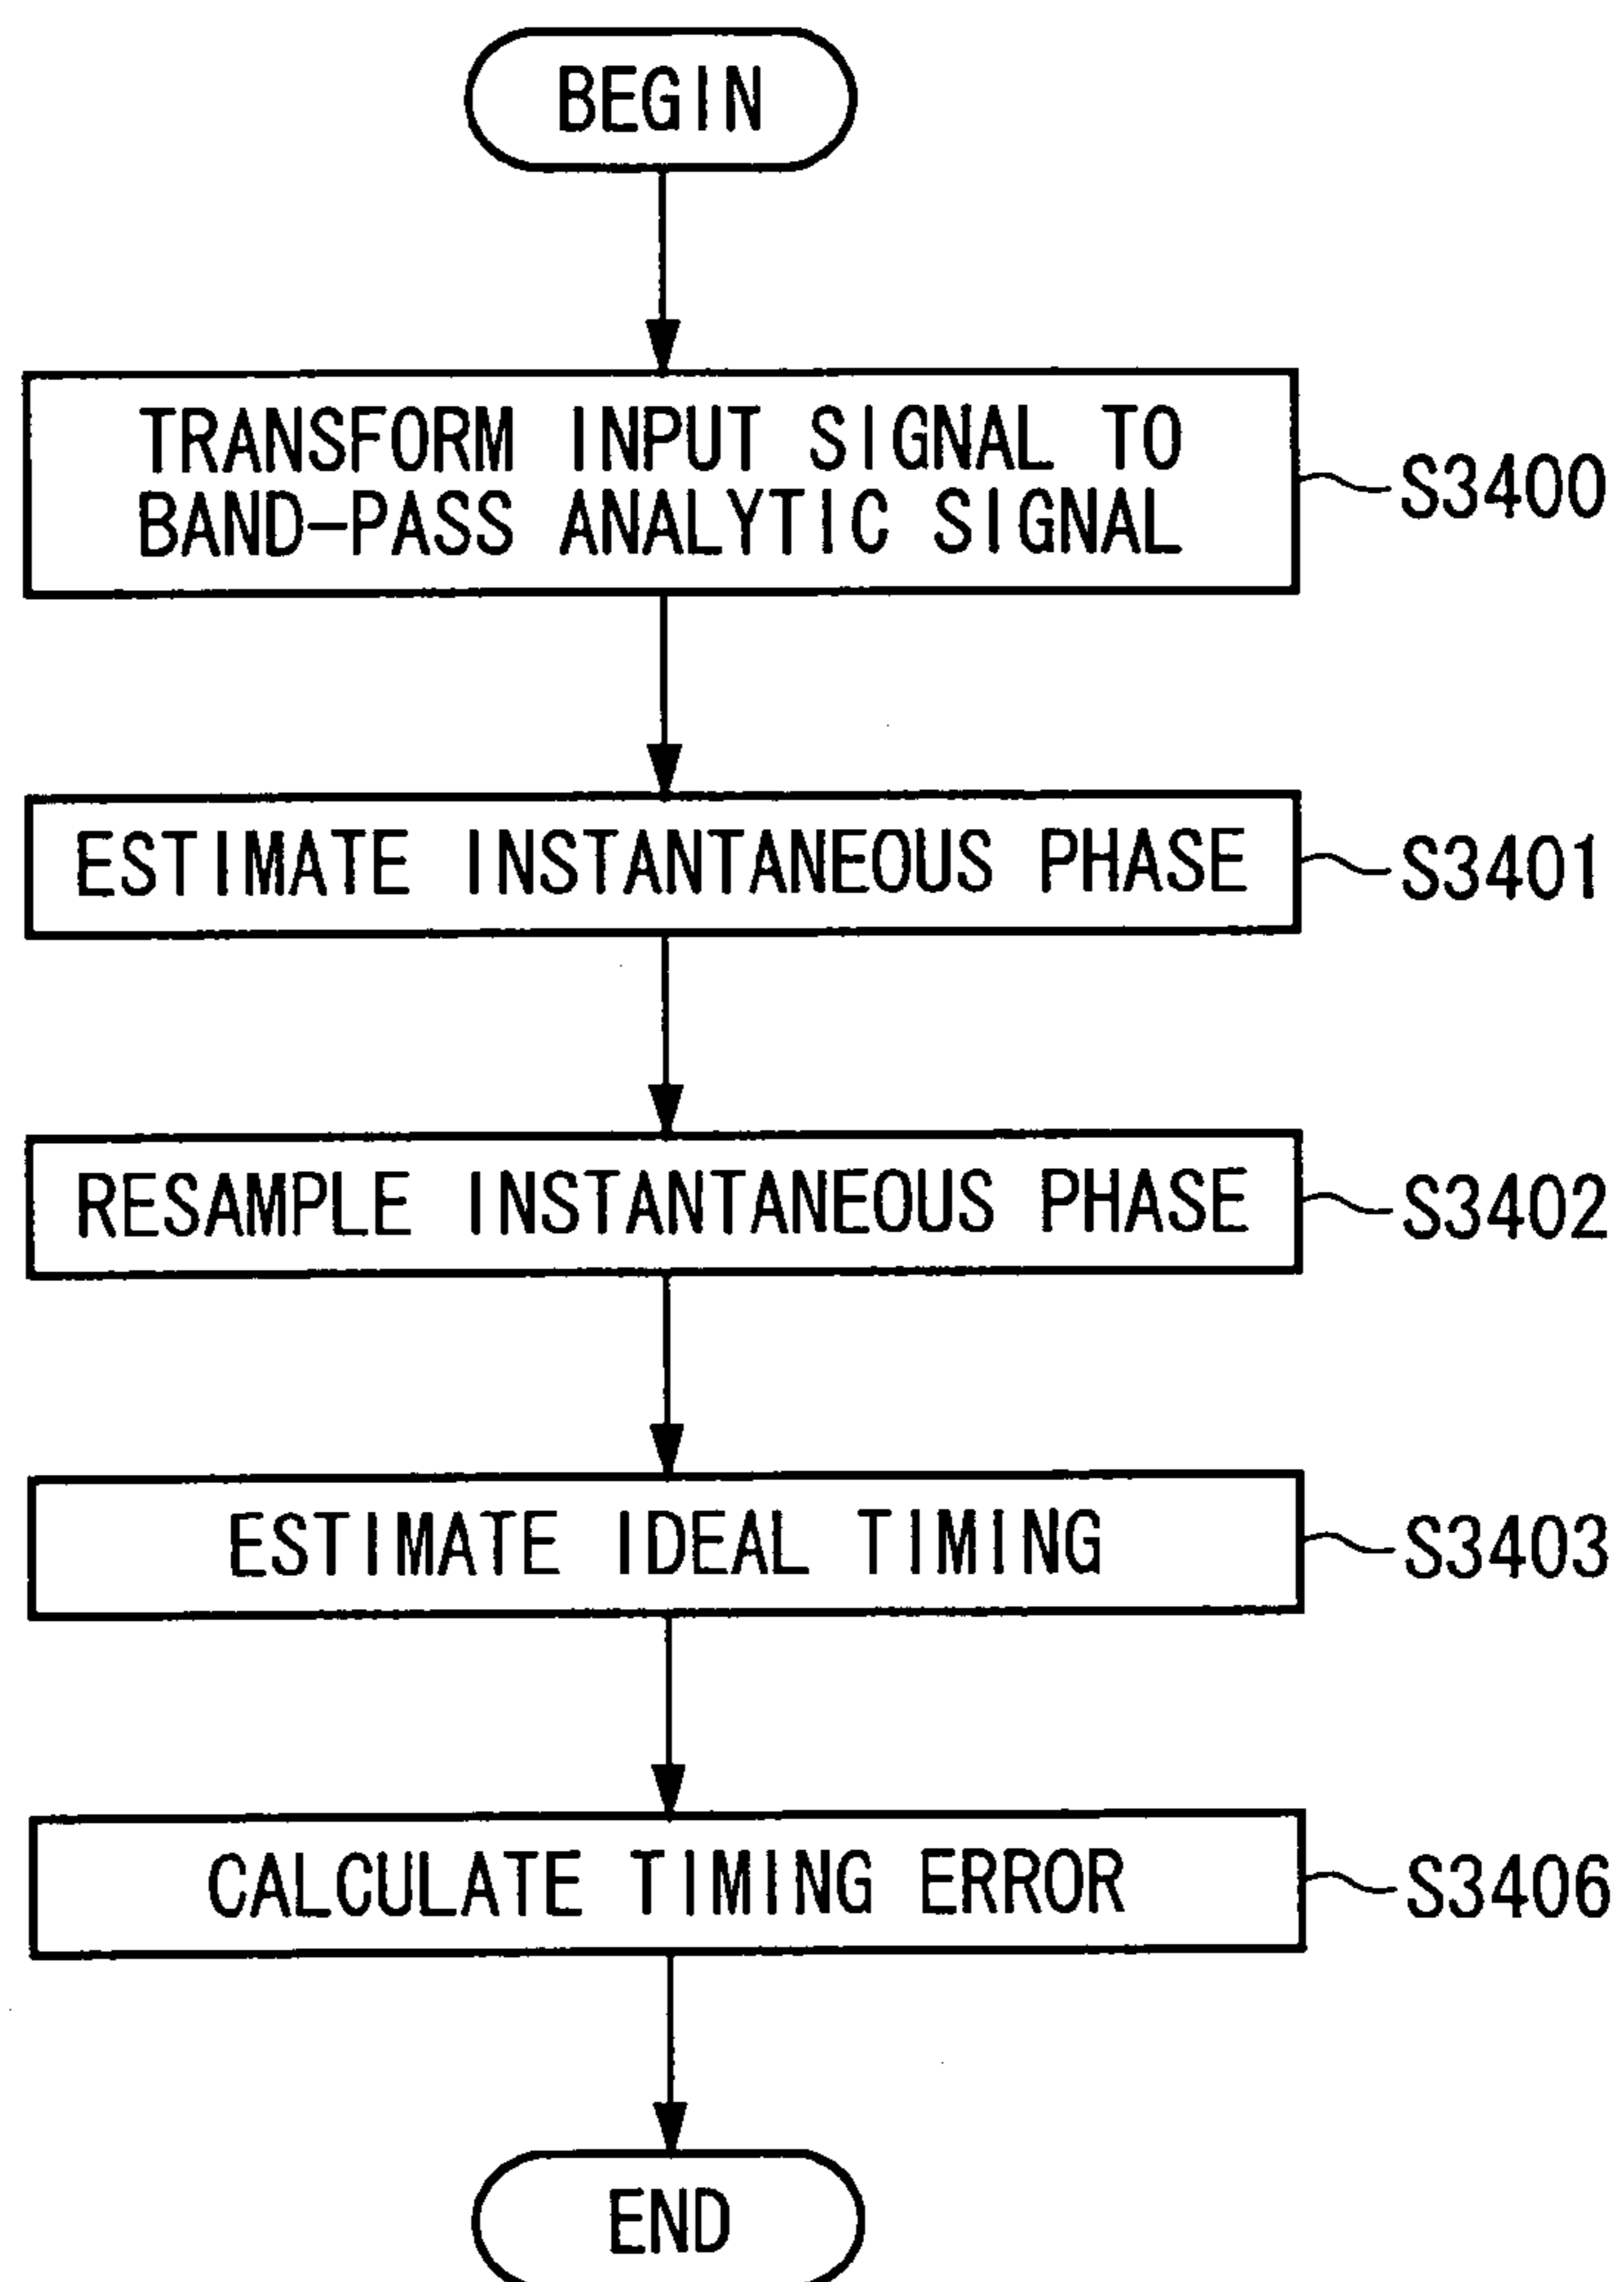 BEGIN
TRANSFORM INPUT SIGNAL TO
BAND-PASS ANALYTIC SIGNAL
S3400
ESTIMATE INSTANTANEOUS PHASE
S3401
RESAMPLE INSTANTANEOUS PHASE
S3402
ESTIMATE IDEAL TIMING
S3403
CALCULATE TIMING ERROR
S3406
END